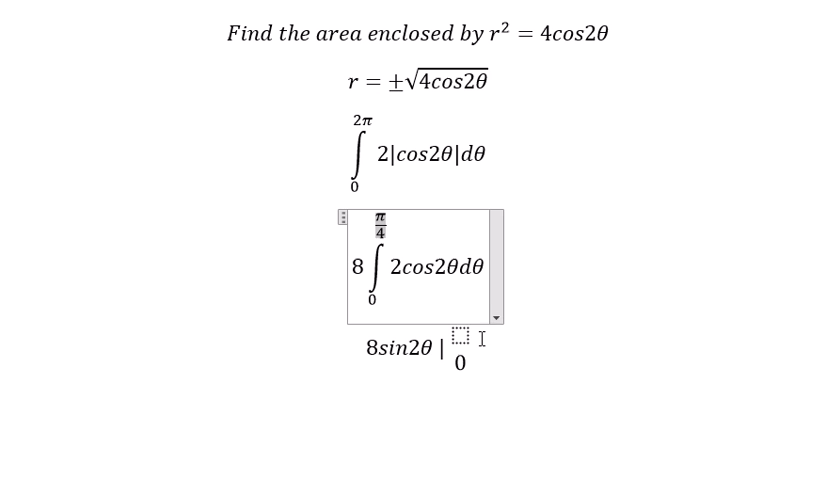 Find the area enclosed by r² = 4cos2θ
r = ±√4cos2θ
∫₀^2π 2|cos2θ|dθ
8 ∫₀^π/4 2cos2θdθ
8sin2θ |₀